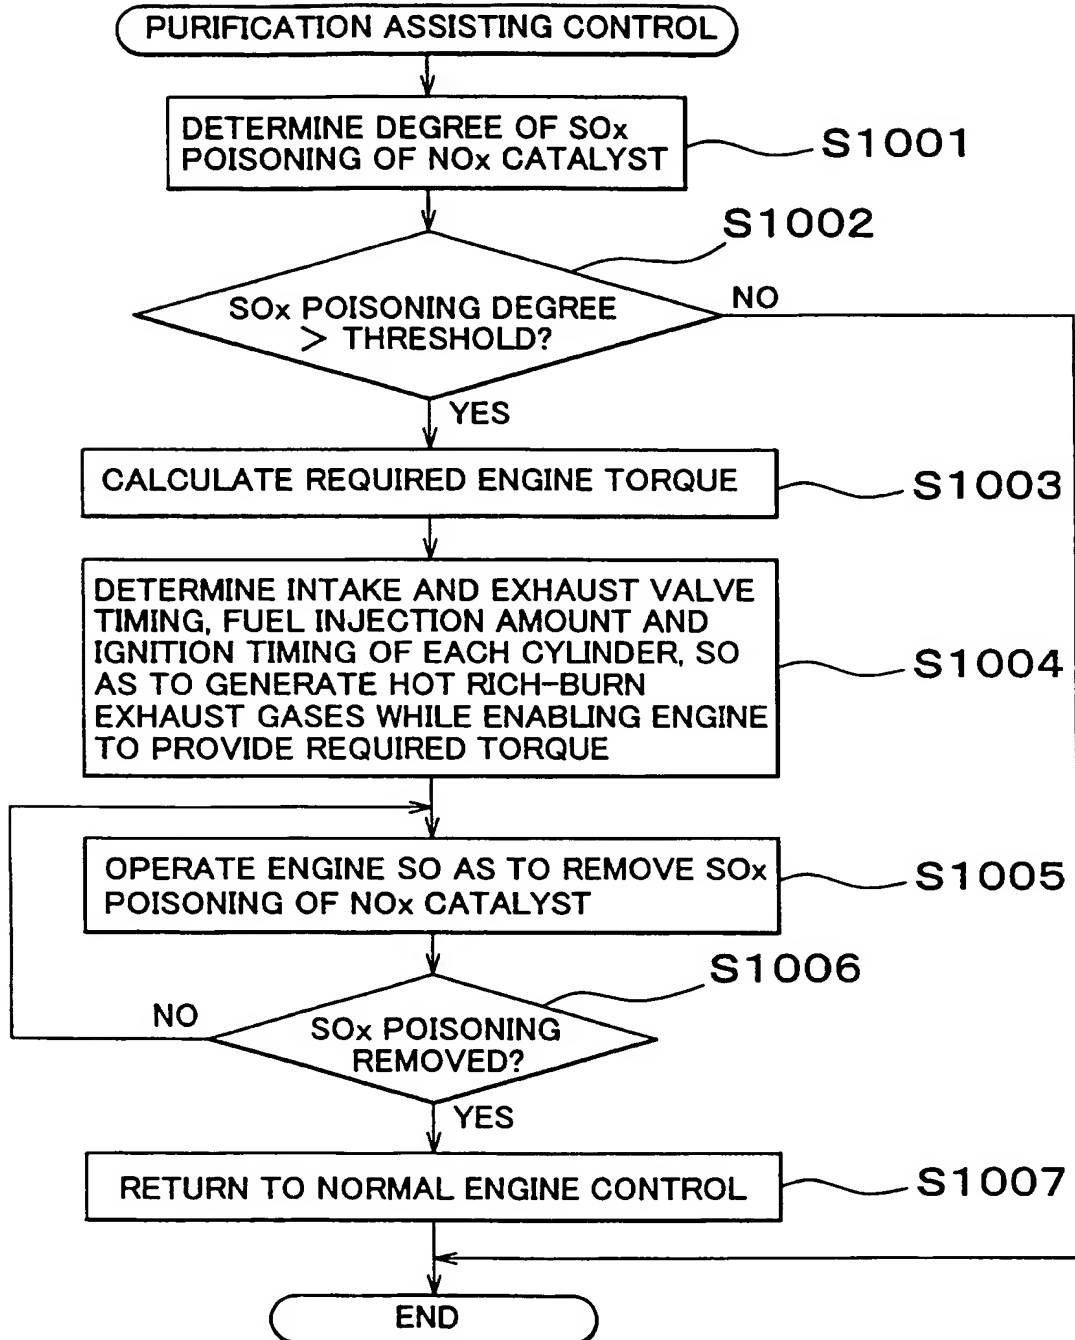 PURIFICATION ASSISTING CONTROL
DETERMINE DEGREE OF SOx
POISONING OF NOx CATALYST
S1001
S1002
SOx POISONING DEGREE
> THRESHOLD?
NO
YES
CALCULATE REQUIRED ENGINE TORQUE
S1003
DETERMINE INTAKE AND EXHAUST VALVE
TIMING, FUEL INJECTION AMOUNT AND
IGNITION TIMING OF EACH CYLINDER, SO
AS TO GENERATE HOT RICH-BURN
EXHAUST GASES WHILE ENABLING ENGINE
TO PROVIDE REQUIRED TORQUE
S1004
OPERATE ENGINE SO AS TO REMOVE SOx
POISONING OF NOx CATALYST
S1005
S1006
NO
SOx POISONING
REMOVED?
YES
RETURN TO NORMAL ENGINE CONTROL
S1007
END